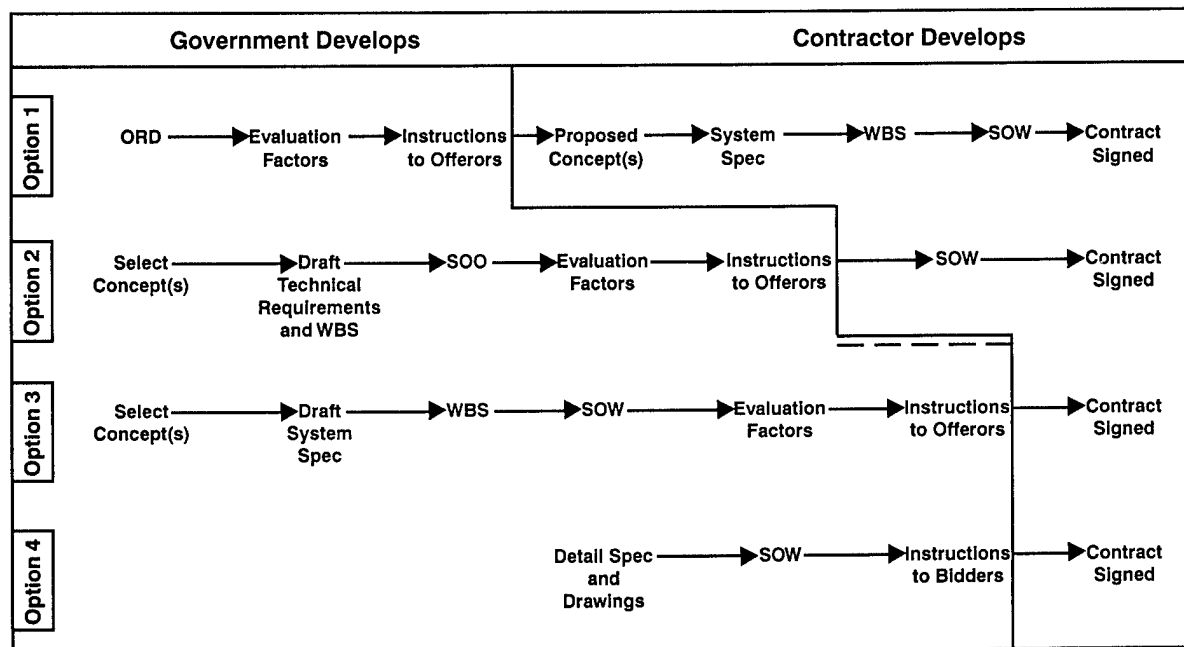 Government Develops
Contractor Develops
Option 1
ORD
Evaluation
Factors
Instructions
to Offerors
Proposed
Concept(s)
System
Spec
WBS
SOW
Contract
Signed
Option 2
Select
Concept(s)
Draft
Technical
Requirements
and WBS
SOO
Evaluation
Factors
Instructions
to Offerors
SOW
Contract
Signed
Option 3
Select
Concept(s)
Draft
System
Spec
WBS
SOW
Evaluation
Factors
Instructions
to Offerors
Contract
Signed
Option 4
Detail Spec
and
Drawings
SOW
Instructions
to Bidders
Contract
Signed